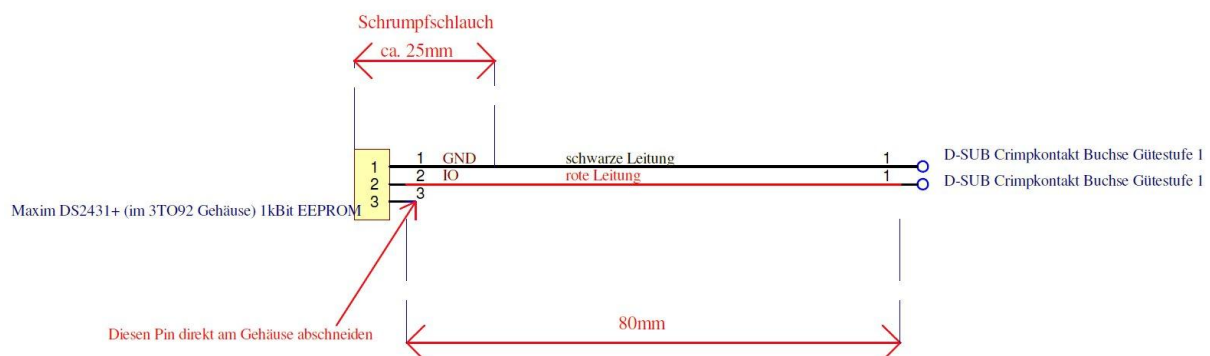 Schrumpfschlauch
ca. 25mm
1 GND schwarze Leitung 1 D-SUB Crimpkontakt Buchse Gütestufe 1
1
2 IO rote Leitung 1 D-SUB Crimpkontakt Buchse Gütestufe 1
2
3
3
Maxim DS2431+ (im 3TO92 Gehäuse) 1kBit EEPROM
Diesen Pin direkt am Gehäuse abschneiden
80mm